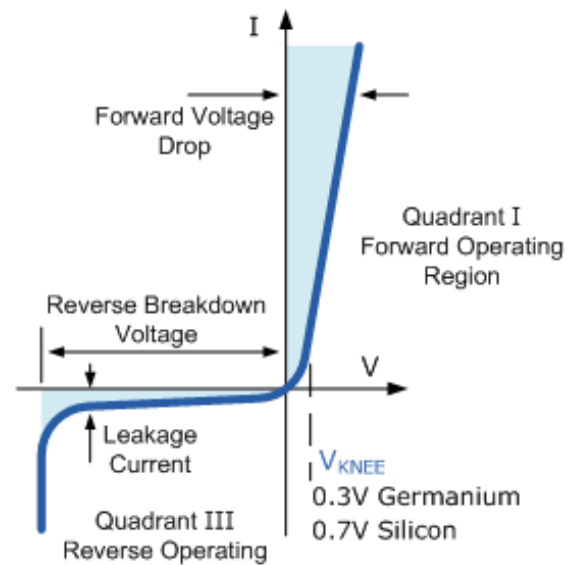 I
Forward Voltage
Drop
Quadrant I
Forward Operating
Region
Reverse Breakdown
Voltage
V
Leakage
Current
V KNEE
0.3V Germanium
0.7V Silicon
Quadrant III
Reverse Operating